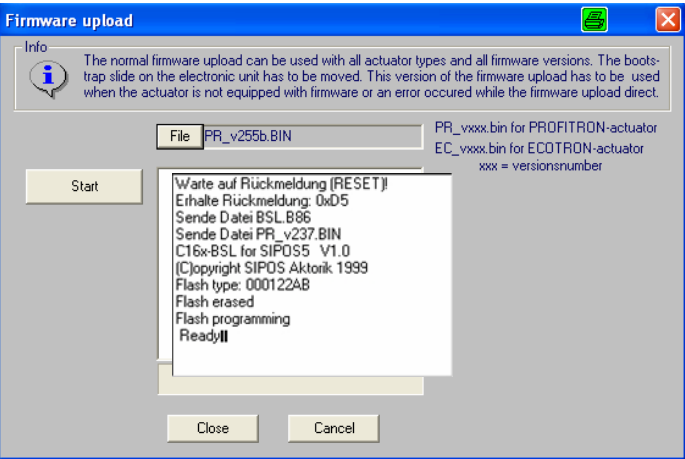 Firmware upload
Info
The normal firmware upload can be used with all actuator types and all firmware versions. The boots-
trap slide on the electronic unit has to be moved. This version of the firmware upload has to be used
when the actuator is not equipped with firmware or an error occured while the firmware upload direct.
File PR_v255b.BIN
PR_vxxx.bin for PROFITRON-actuator
EC_vxxx.bin for ECOTRON-actuator
xxx = versionsnumber
Start
Warte auf Rückmeldung (RESET)!
Erhalte Rückmeldung: 0xD5
Sende Datei BSL.B86
Sende Datei PR_v237.BIN
C16x-BSL for SIPOS5 V1.0
(C)opyright SIPOS Aktorik 1999
Flash type: 000122AB
Flash erased
Flash programming
Ready
Close Cancel